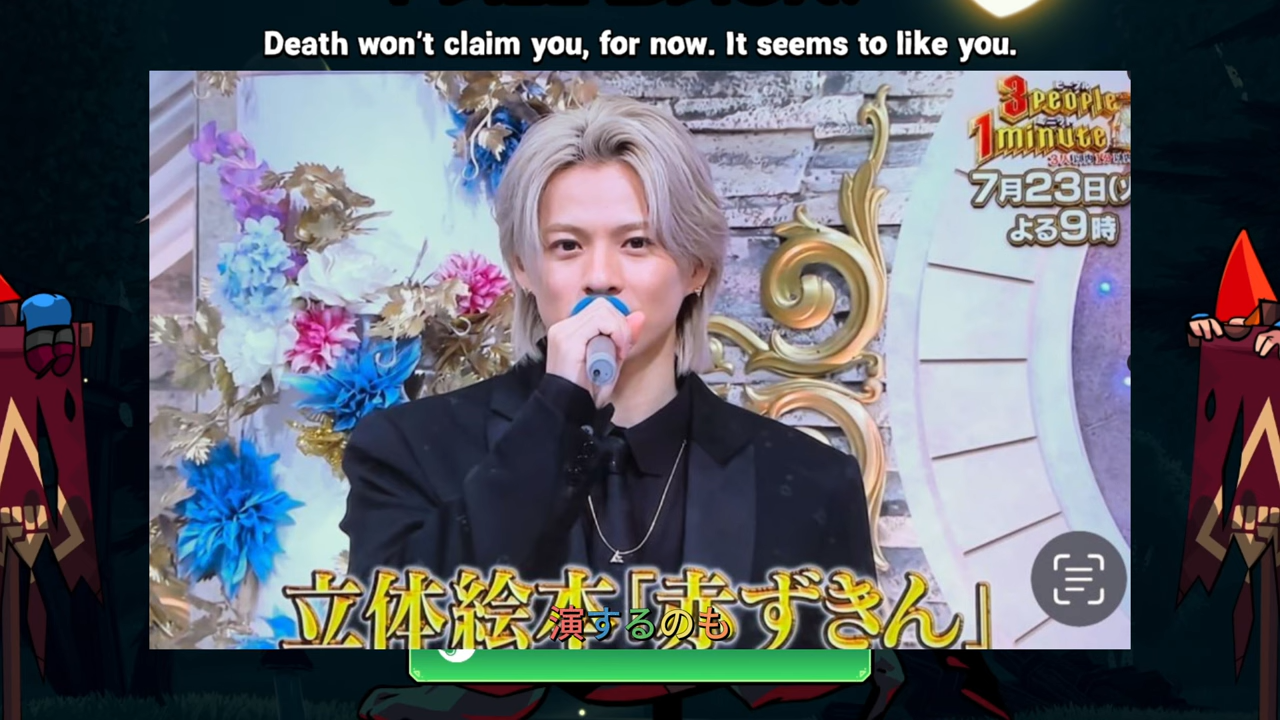 Death won't claim you, for now. It seems to like you.
3people
1minute
7月23日(
よる9時
立体絵本「赤ずきん」
演するのも